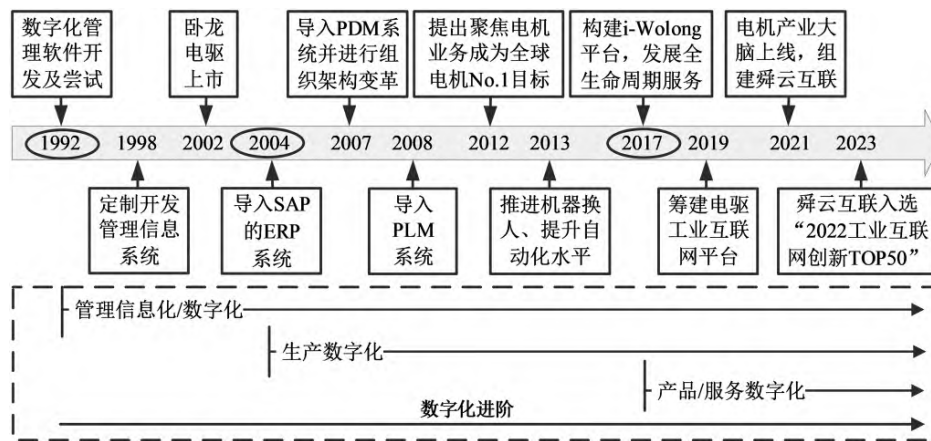 数字化管
理软件开
发及尝试
卧龙
电驱
上市
导入PDM系
统并进行组
织架构变革
提出聚焦电机
业务成为全球
电机No.1目标
构建i-Wolong
平台，发展全
生命周期服务
电机产业大
脑上线，组
建舜云互联
1992 1998 2002 2004 2007 2008 2012 2013 2017 2019 2021 2023
定制开发
管理信息
系统
导入SAP
的ERP
系统
导入
PLM
系统
推进机器换
人、提升自
动化水平
筹建电驱
工业互联
网平台
舜云互联入选
“2022工业互联
网创新TOP50”
管理信息化/数字化
生产数字化
产品/服务数字化
数字化进阶